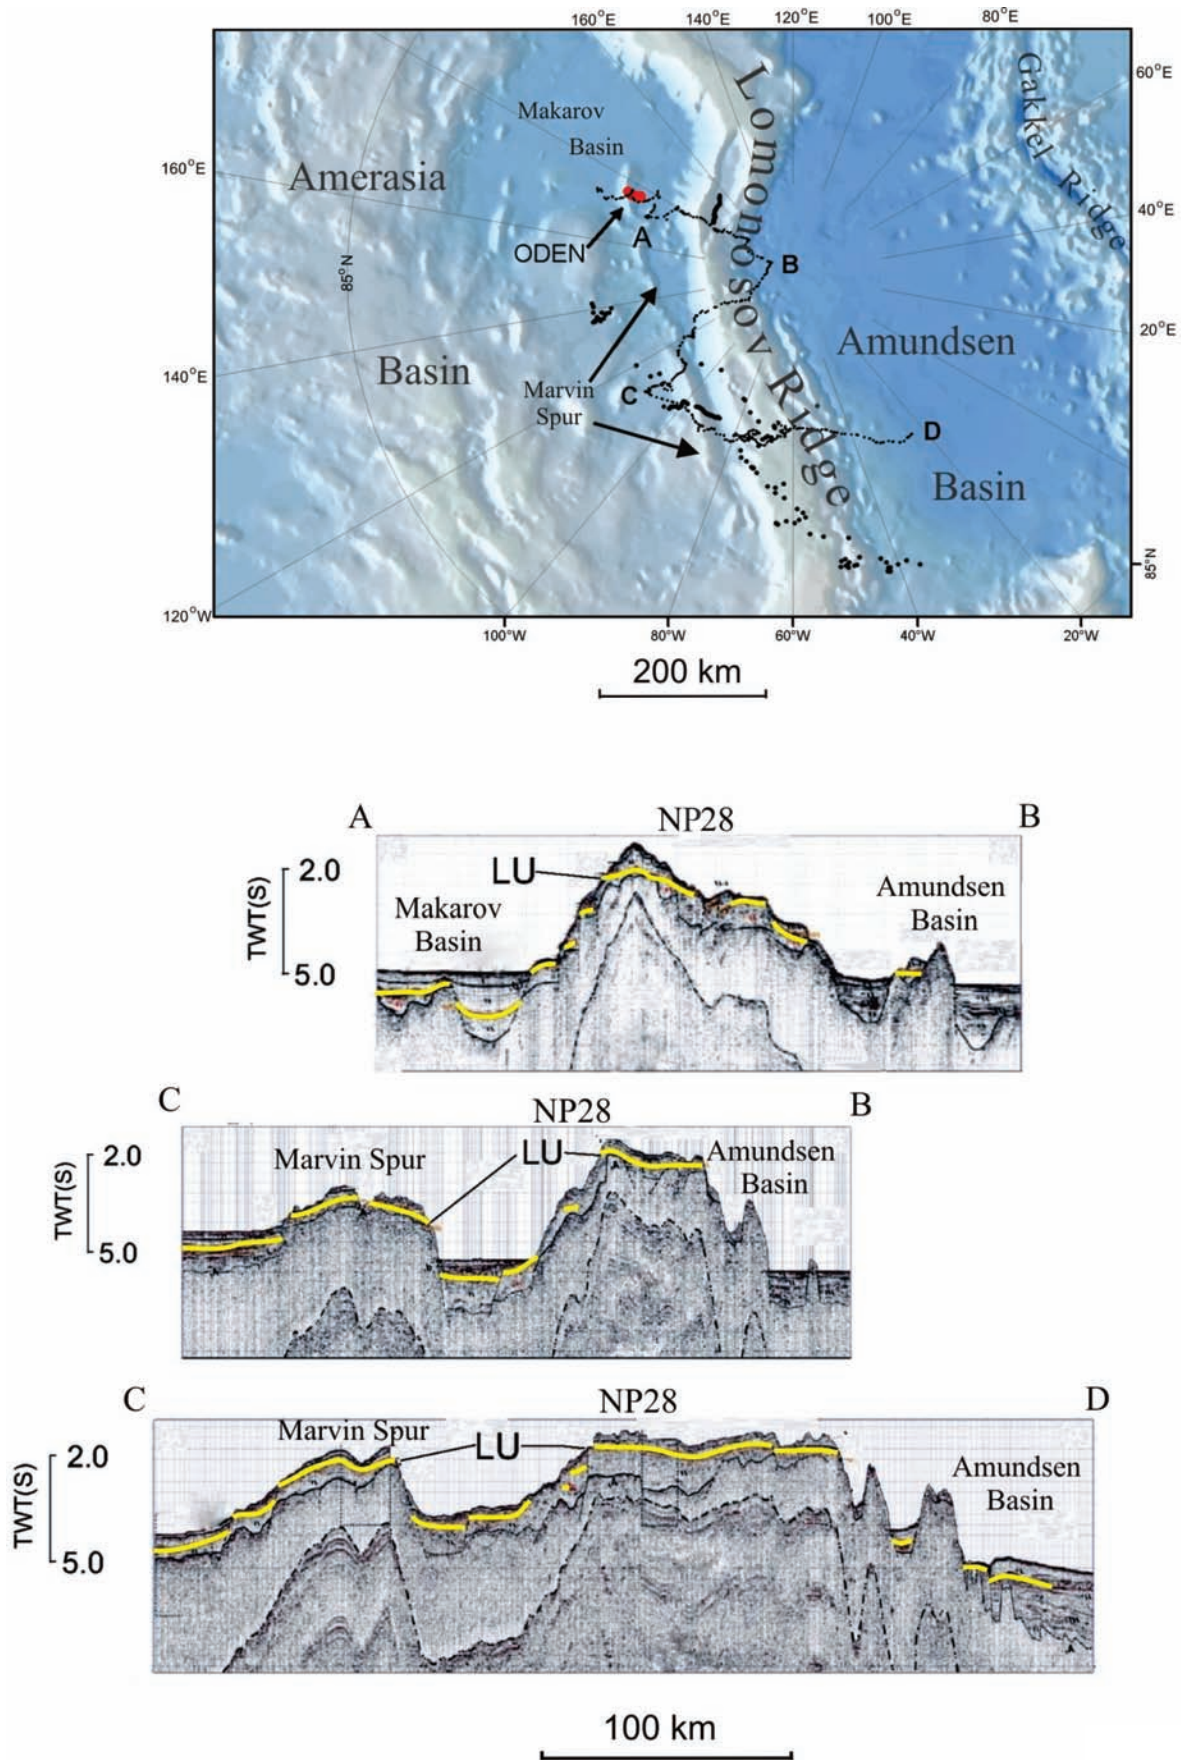 160°E 140°E 120°E 100°E 80°E
60°E
40°E
20°E
160°E
140°E
120°W
85°N
85°N
Makarov
Basin
Amerasia
Basin
ODEN
A
B
C
D
Marvin
Spur
Lomonosov Ridge
Gakkel Ridge
Amundsen
Basin
100°W 80°W 60°W 40°W 20°W
200 km
A NP28 B
TWT(S)
2.0
5.0
LU
Makarov
Basin
Amundsen
Basin
C NP28 B
TWT(S)
2.0
5.0
Marvin Spur
LU
Amundsen
Basin
C NP28 D
TWT(S)
2.0
5.0
Marvin Spur
LU
Amundsen
Basin
100 km